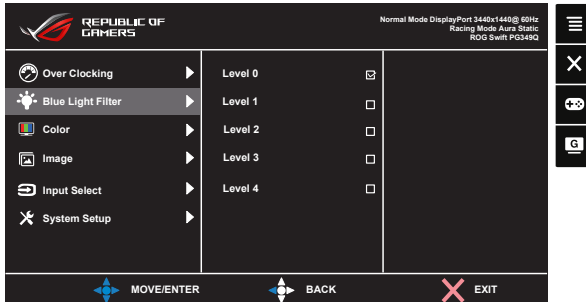 REPUBLIC OF
GAMERS
Normal Mode DisplayPort 3440x1440@ 60Hz
Racing Mode Aura Static
ROG Swift PG349Q
Over Clocking
Level 0
Blue Light Filter
Level 1
Color
Level 2
Image
Level 3
Input Select
Level 4
System Setup
G
MOVE/ENTER
BACK
EXIT